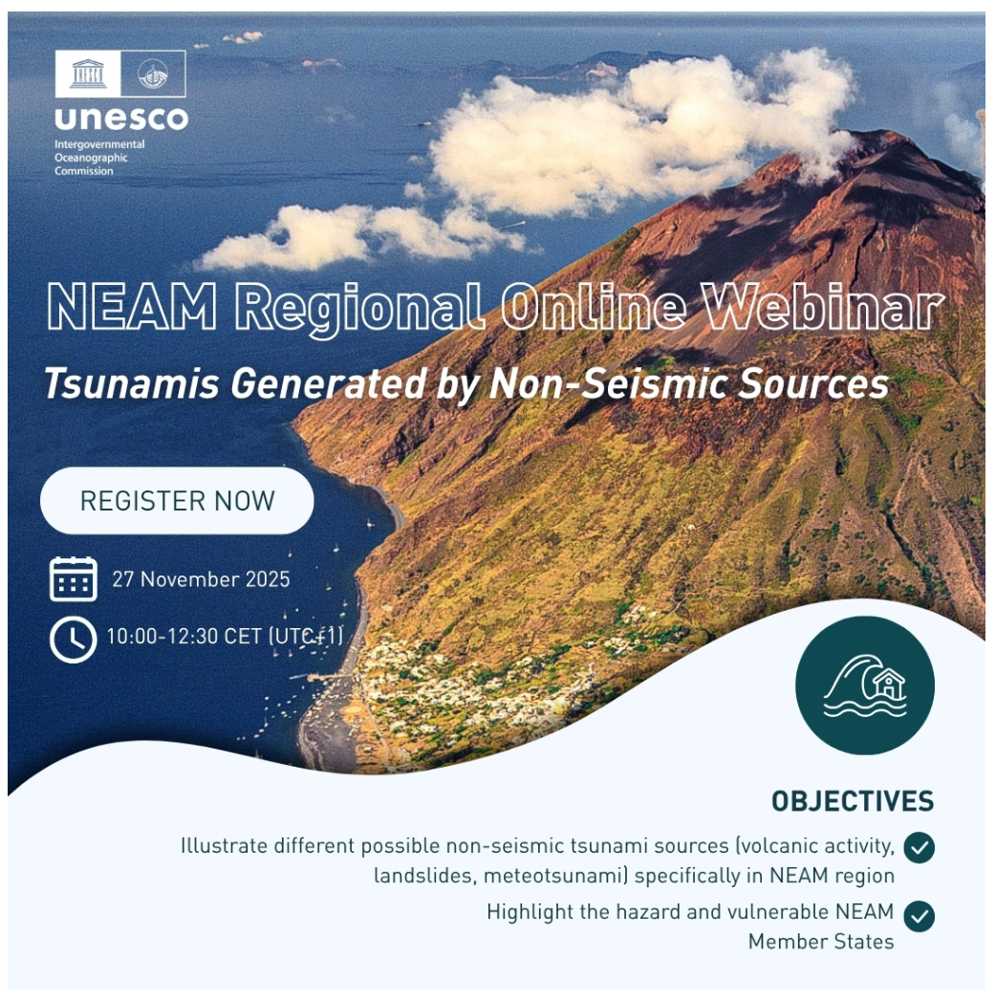 UNESCO
unesco
Intergovernmental
Oceanographic
Commission
NEAM Regional Online Webinar
Tsunamis Generated by Non-Seismic Sources
REGISTER NOW
27 November 2025
10:00-12:30 CET (UTC+1)
OBJECTIVES
Illustrate different possible non-seismic tsunami sources (volcanic activity,
landslides, meteotsunami) specifically in NEAM region
Highlight the hazard and vulnerable NEAM
Member States